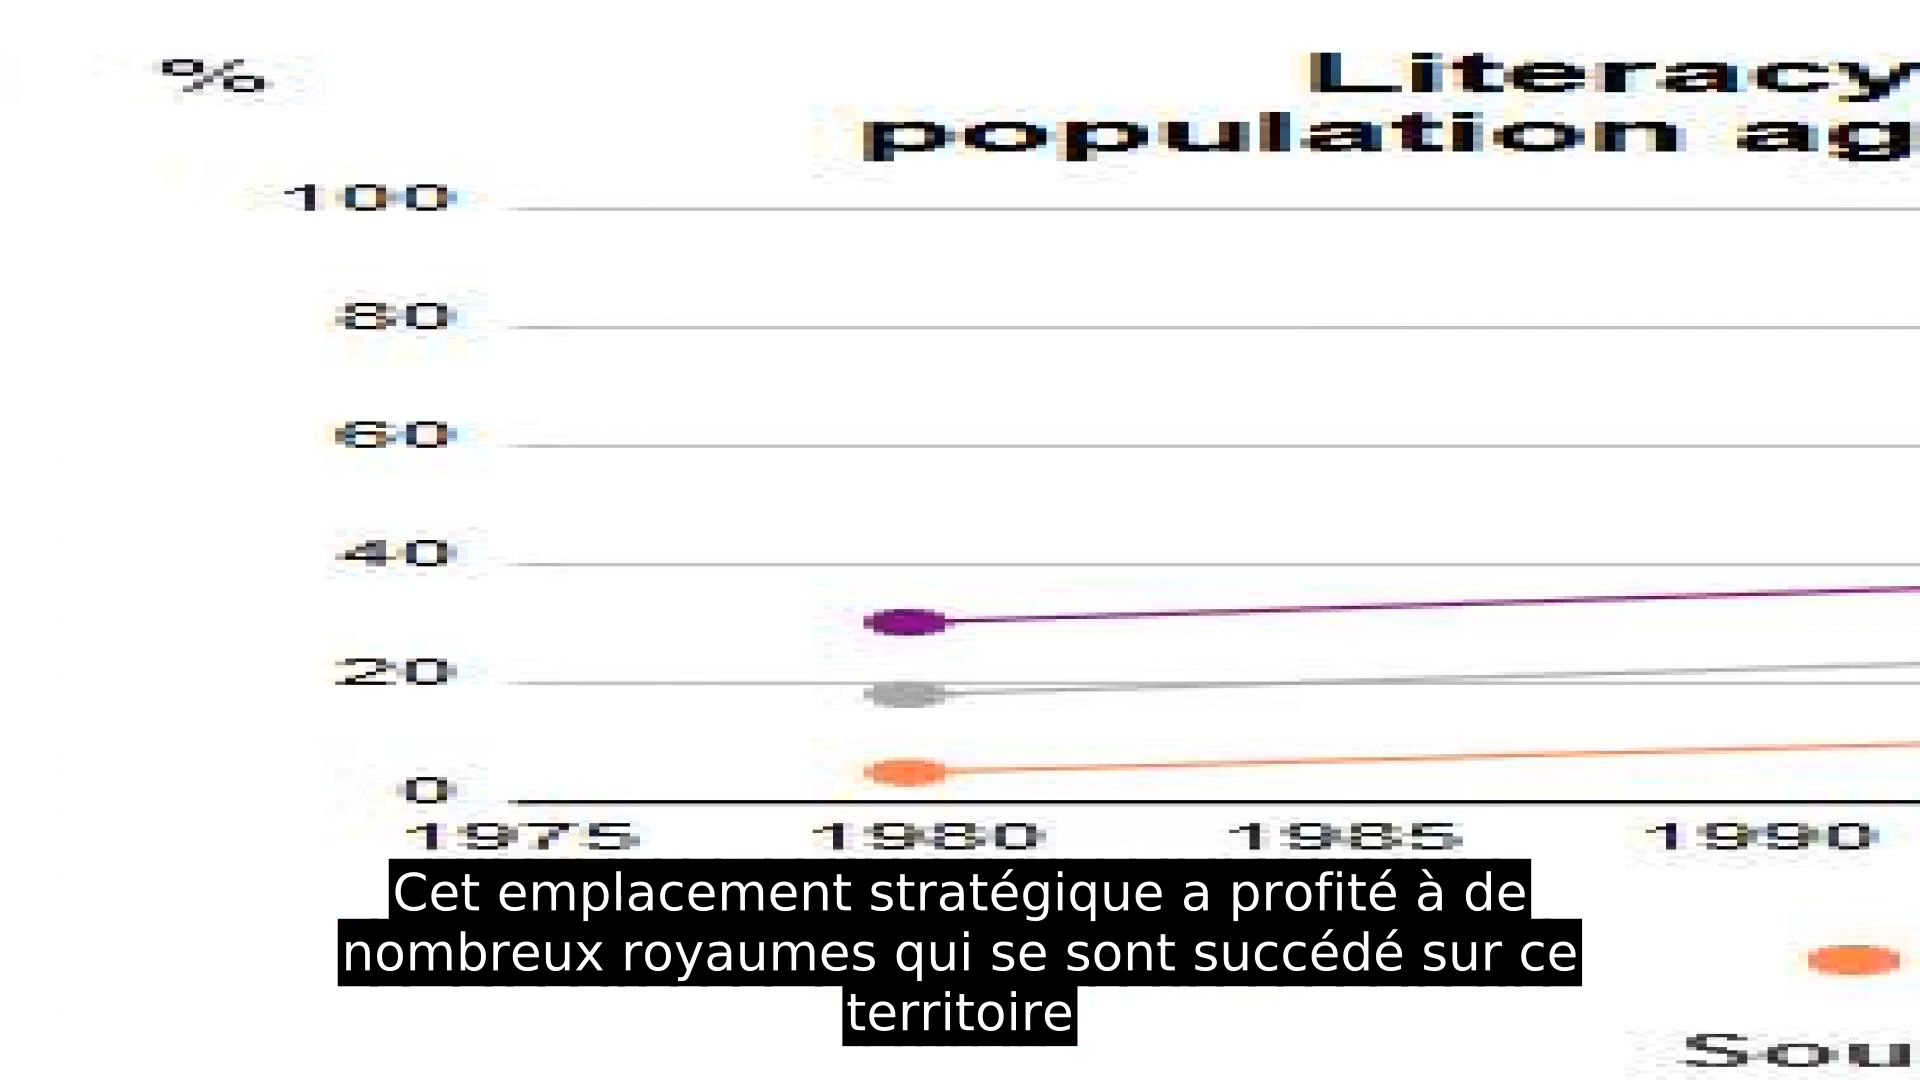 %
Literacy
population ag
100
80
60
40
20
0
1975 1980 1985 1990
Cet emplacement stratégique a profité à de
nombreux royaumes qui se sont succédé sur ce
territoire
Sou